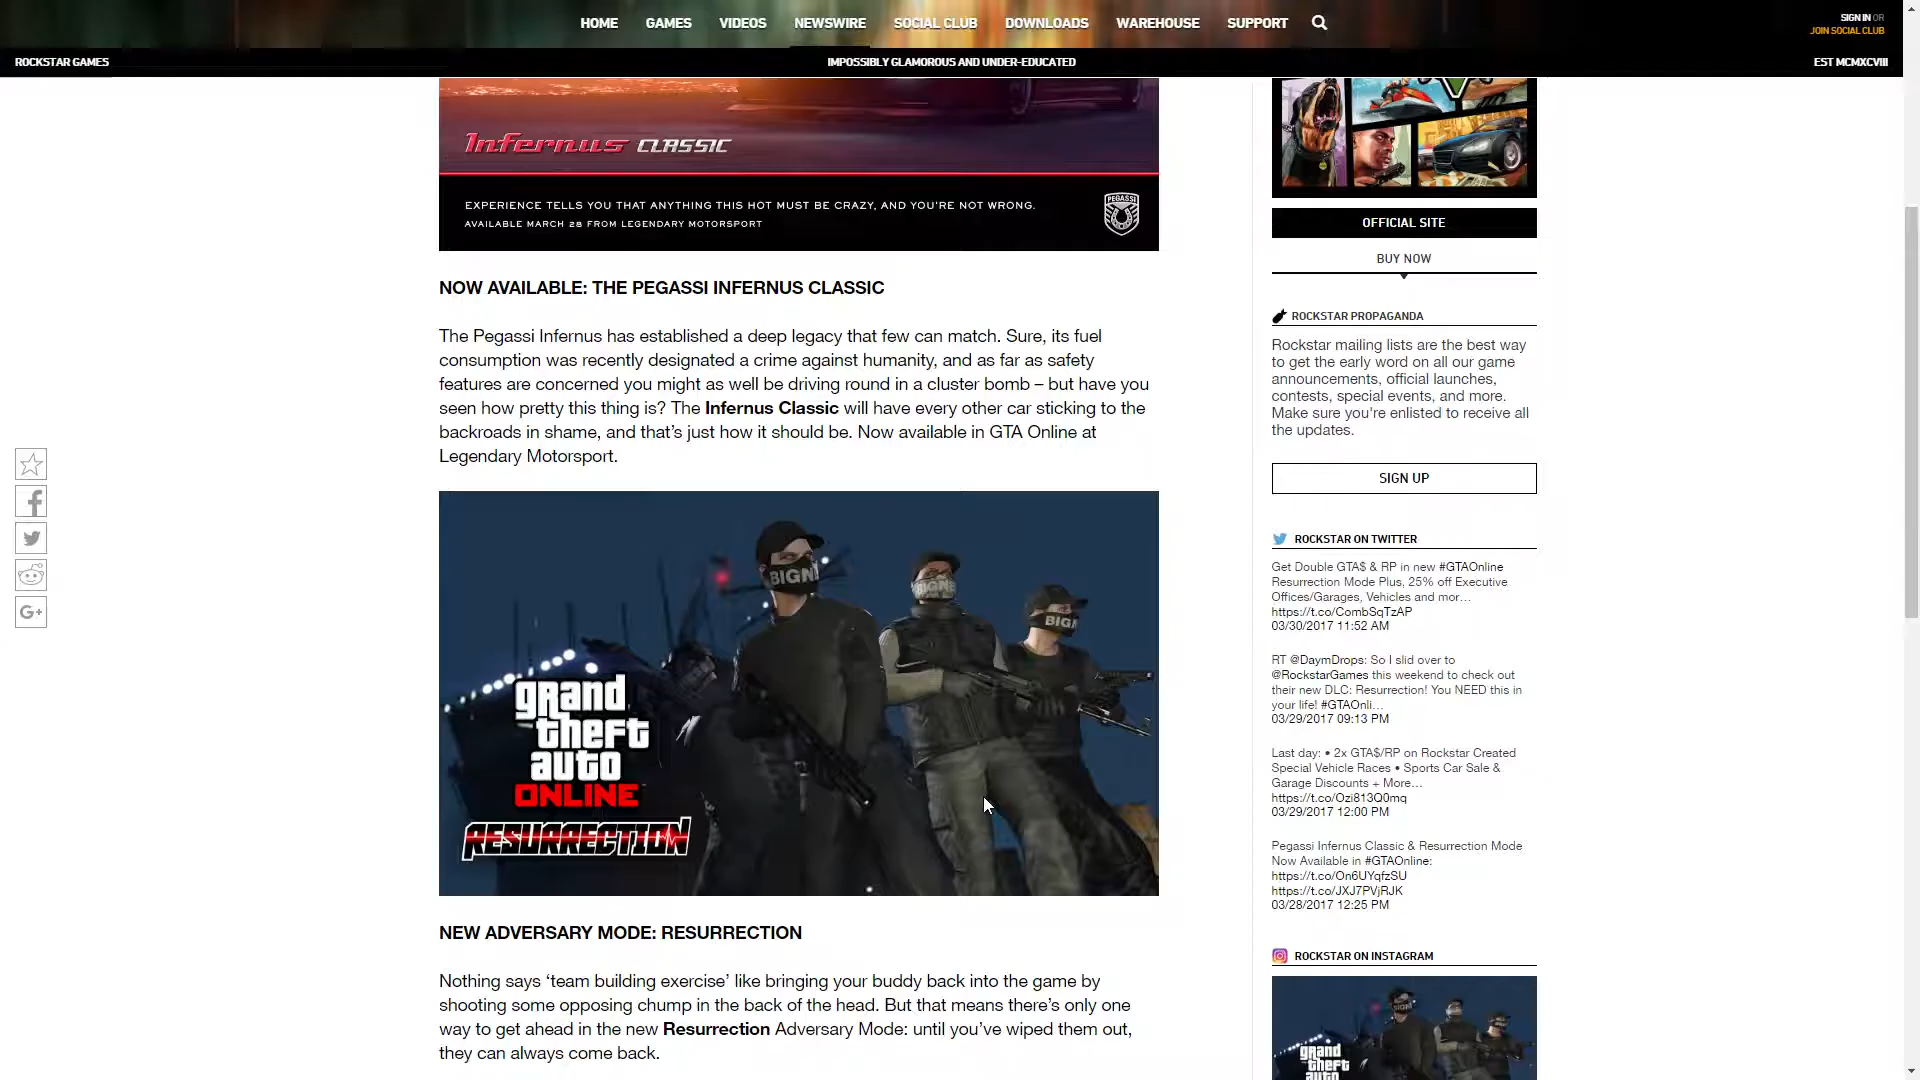 HOME GAMES VIDEOS NEWSWIRE SOCIAL CLUB DOWNLOADS WAREHOUSE SUPPORT
SIGN IN OR
JOIN SOCIAL CLUB
ROCKSTAR GAMES
IMPOSSIBLY GLAMOROUS AND UNDER-EDUCATED
EST MCMXCVIII
Infernus CLASSIC
EXPERIENCE TELLS YOU THAT ANYTHING THIS HOT MUST BE CRAZY, AND YOU'RE NOT WRONG.
AVAILABLE MARCH 28 FROM LEGENDARY MOTORSPORT
PEGASSI
NOW AVAILABLE: THE PEGASSI INFERNUS CLASSIC
The Pegassi Infernus has established a deep legacy that few can match. Sure, its fuel
consumption was recently designated a crime against humanity, and as far as safety
features are concerned you might as well be driving round in a cluster bomb – but have you
seen how pretty this thing is? The Infernus Classic will have every other car sticking to the
backroads in shame, and that’s just how it should be. Now available in GTA Online at
Legendary Motorsport.
BIGN
BIGN
grand
theft
auto
ONLINE
RESURRECTION
NEW ADVERSARY MODE: RESURRECTION
Nothing says ‘team building exercise’ like bringing your buddy back into the game by
shooting some opposing chump in the back of the head. But that means there’s only one
way to get ahead in the new Resurrection Adversary Mode: until you’ve wiped them out,
they can always come back.
G+
OFFICIAL SITE
BUY NOW
ROCKSTAR PROPAGANDA
Rockstar mailing lists are the best way
to get the early word on all our game
announcements, official launches,
contests, special events, and more.
Make sure you're enlisted to receive all
the updates.
SIGN UP
ROCKSTAR ON TWITTER
Get Double GTA$ & RP in new #GTAOnline
Resurrection Mode Plus, 25% off Executive
Offices/Garages, Vehicles and mor…
https://t.co/CombSqTzAP
03/30/2017 11:52 AM
RT @DaymDrops: So I slid over to
@RockstarGames this weekend to check out
their new DLC: Resurrection! You NEED this in
your life! #GTAOnli…
03/29/2017 09:13 PM
Last day: • 2x GTA$/RP on Rockstar Created
Special Vehicle Races • Sports Car Sale &
Garage Discounts + More…
https://t.co/Ozi813Q0mq
03/29/2017 12:00 PM
Pegassi Infernus Classic & Resurrection Mode
Now Available in #GTAOnline:
https://t.co/On6UYqfzSU
https://t.co/JXJ7PVjRJK
03/28/2017 12:25 PM
ROCKSTAR ON INSTAGRAM
grand
theft